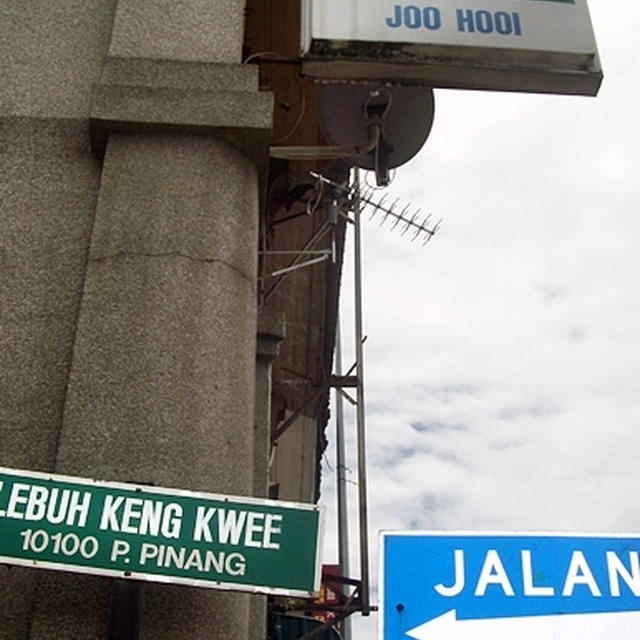 JOO HOOI
LEBUH KENG KWEE
10100 P. PINANG
JALAN